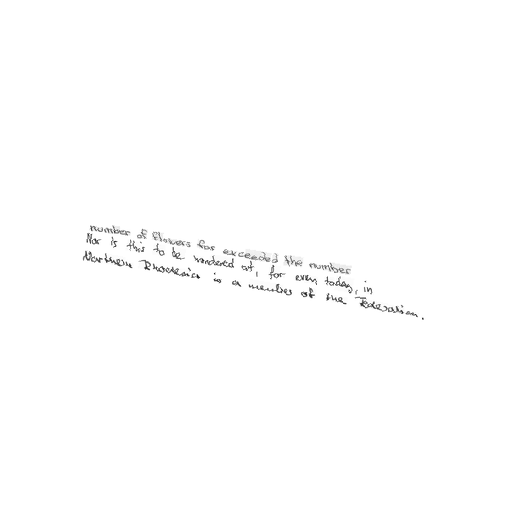 number of flowers far exceeded the number
Nor is this to be wondered at, for even today, in
Northern Rhodesia is a member of the Federation.